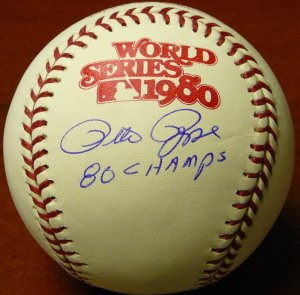 WORLD
SERIES
1980
Pete Rose
80 CHAMPS